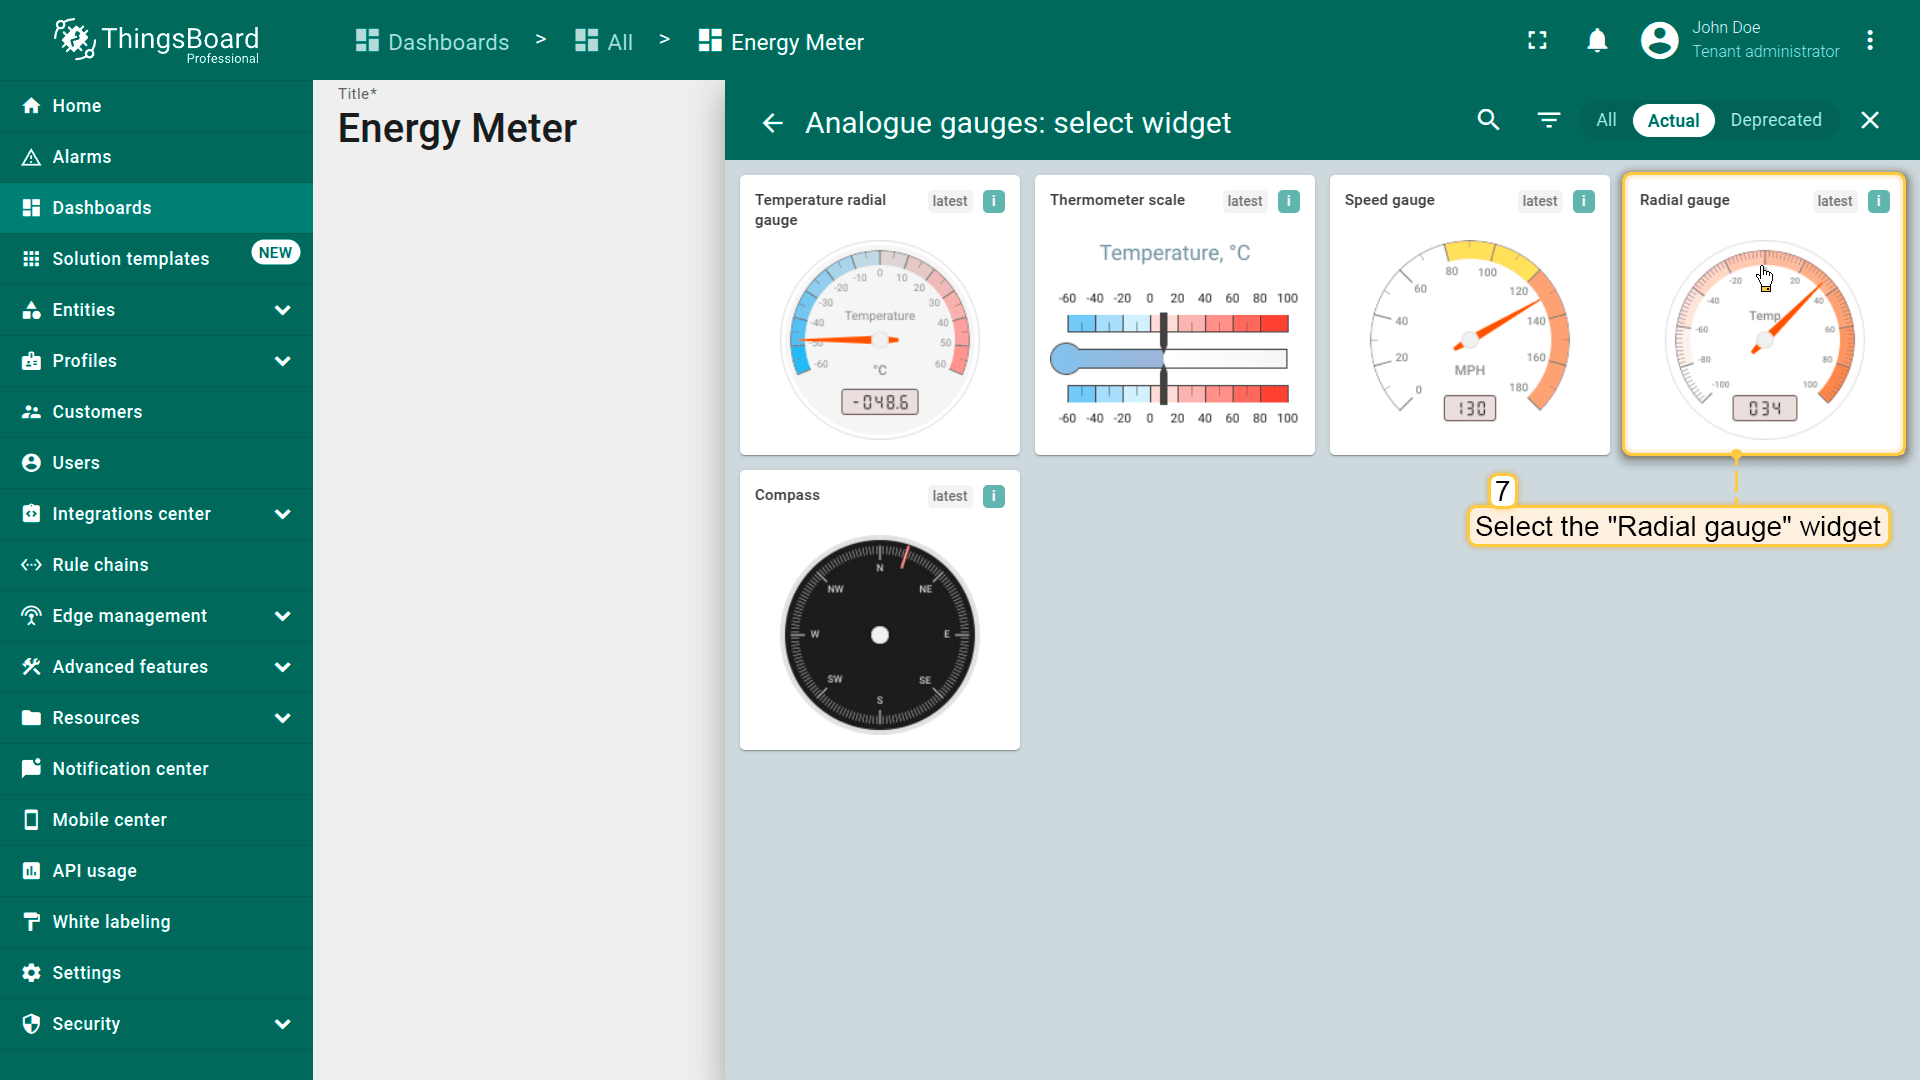 ThingsBoard
Professional
Dashboards > All > Energy Meter
John Doe
Tenant administrator
Home
Alarms
Dashboards
Solution templates NEW
Entities
Profiles
Customers
Users
Integrations center
Rule chains
Edge management
Advanced features
Resources
Notification center
Mobile center
API usage
White labeling
Settings
Security
Title*
Energy Meter
Analogue gauges: select widget
All Actual Deprecated
Temperature radial gauge latest i
-60 -40 -30 -20 -10 0 10 20 30 40 50 60
Temperature
°C
-048.6
Thermometer scale latest i
Temperature, °C
-60 -40 -20 0 20 40 60 80 100
-60 -40 -20 0 20 40 60 80 100
Speed gauge latest i
0 20 40 60 80 100 120 140 160 180
MPH
130
Radial gauge latest i
-100 -80 -60 -40 -20 20 40 60 80 100
Temp
034
Compass latest i
N
NW NE
W E
SW SE
S
7
Select the "Radial gauge" widget